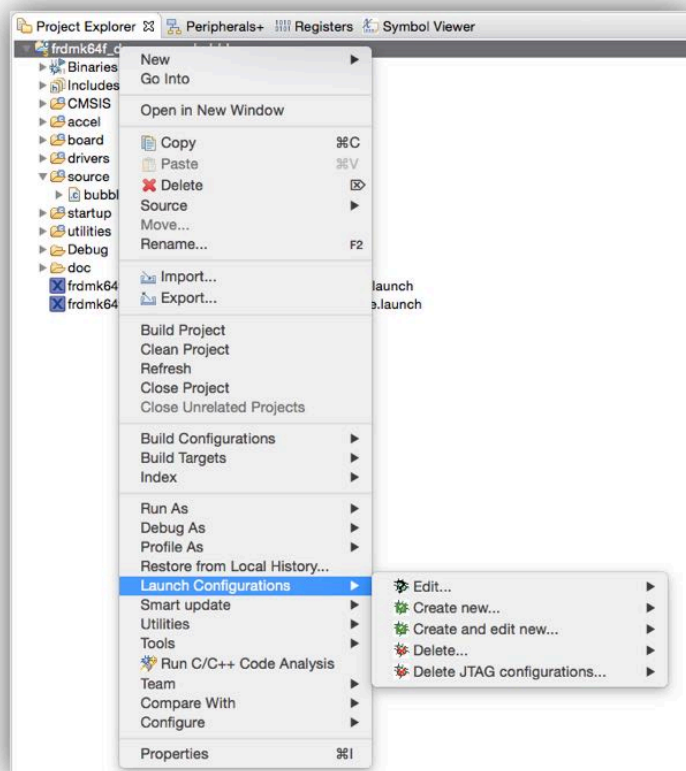 Project Explorer Peripherals+ Registers Symbol Viewer
frdmk64f_d
Binaries
Includes
CMSIS
accel
board
drivers
source
bubbl
startup
utilities
Debug
doc
frdmk64 launch
frdmk64 e.launch
New
Go Into
Open in New Window
Copy ⌘C
Paste ⌘V
Delete ⌦
Source
Move...
Rename... F2
Import...
Export...
Build Project
Clean Project
Refresh
Close Project
Close Unrelated Projects
Build Configurations
Build Targets
Index
Run As
Debug As
Profile As
Restore from Local History...
Launch Configurations
Smart update
Utilities
Tools
Run C/C++ Code Analysis
Team
Compare With
Configure
Properties ⌘I
Edit...
Create new...
Create and edit new...
Delete...
Delete JTAG configurations...